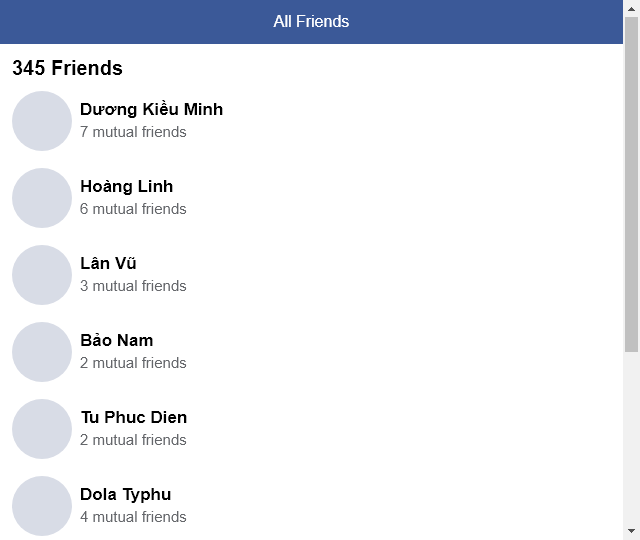 All Friends
345 Friends
Dương Kiều Minh
7 mutual friends
Hoàng Linh
6 mutual friends
Lân Vũ
3 mutual friends
Bảo Nam
2 mutual friends
Tu Phuc Dien
2 mutual friends
Dola Typhu
4 mutual friends